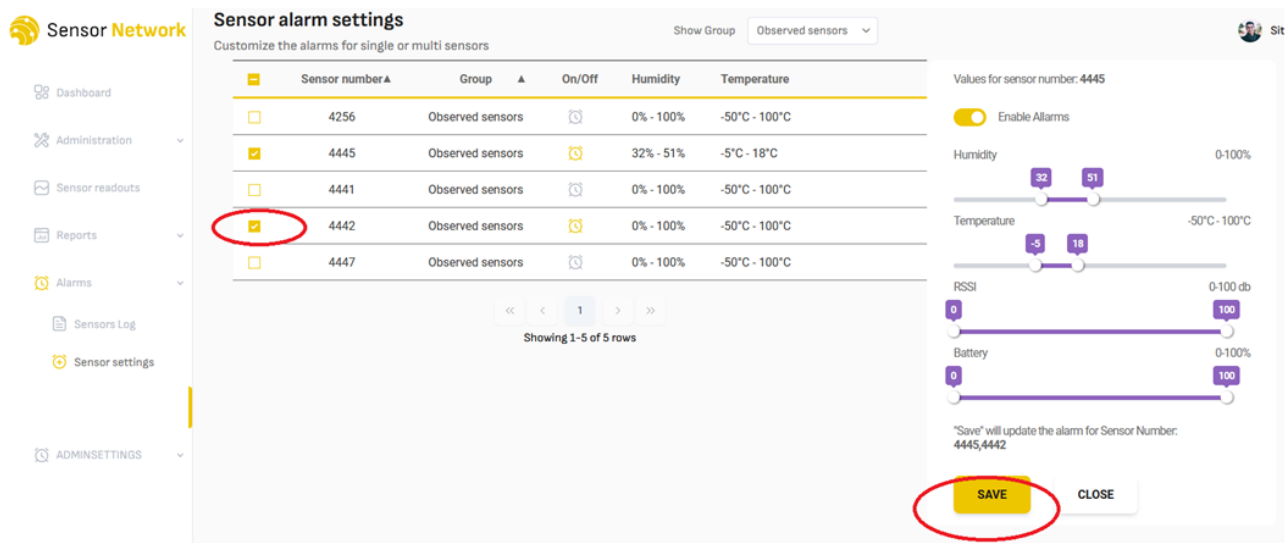 Sensor Network
Sensor alarm settings
Customize the alarms for single or multi sensors
Show Group Observed sensors
Sit
Dashboard
Administration
Sensor readouts
Reports
Alarms
Sensors Log
Sensor settings
ADMINSETTINGS
Sensor number▲ Group ▲ On/Off Humidity Temperature
4256 Observed sensors 0% - 100% -50°C - 100°C
4445 Observed sensors 32% - 51% -5°C - 18°C
4441 Observed sensors 0% - 100% -50°C - 100°C
4442 Observed sensors 0% - 100% -50°C - 100°C
4447 Observed sensors 0% - 100% -50°C - 100°C
<< < 1 > >>
Showing 1-5 of 5 rows
Values for sensor number: 4445
Enable Allarms
Humidity 0-100%
32 51
Temperature -50°C - 100°C
-5 18
RSSI 0-100 db
0 100
Battery 0-100%
0 100
"Save" will update the alarm for Sensor Number:
4445,4442
SAVE CLOSE